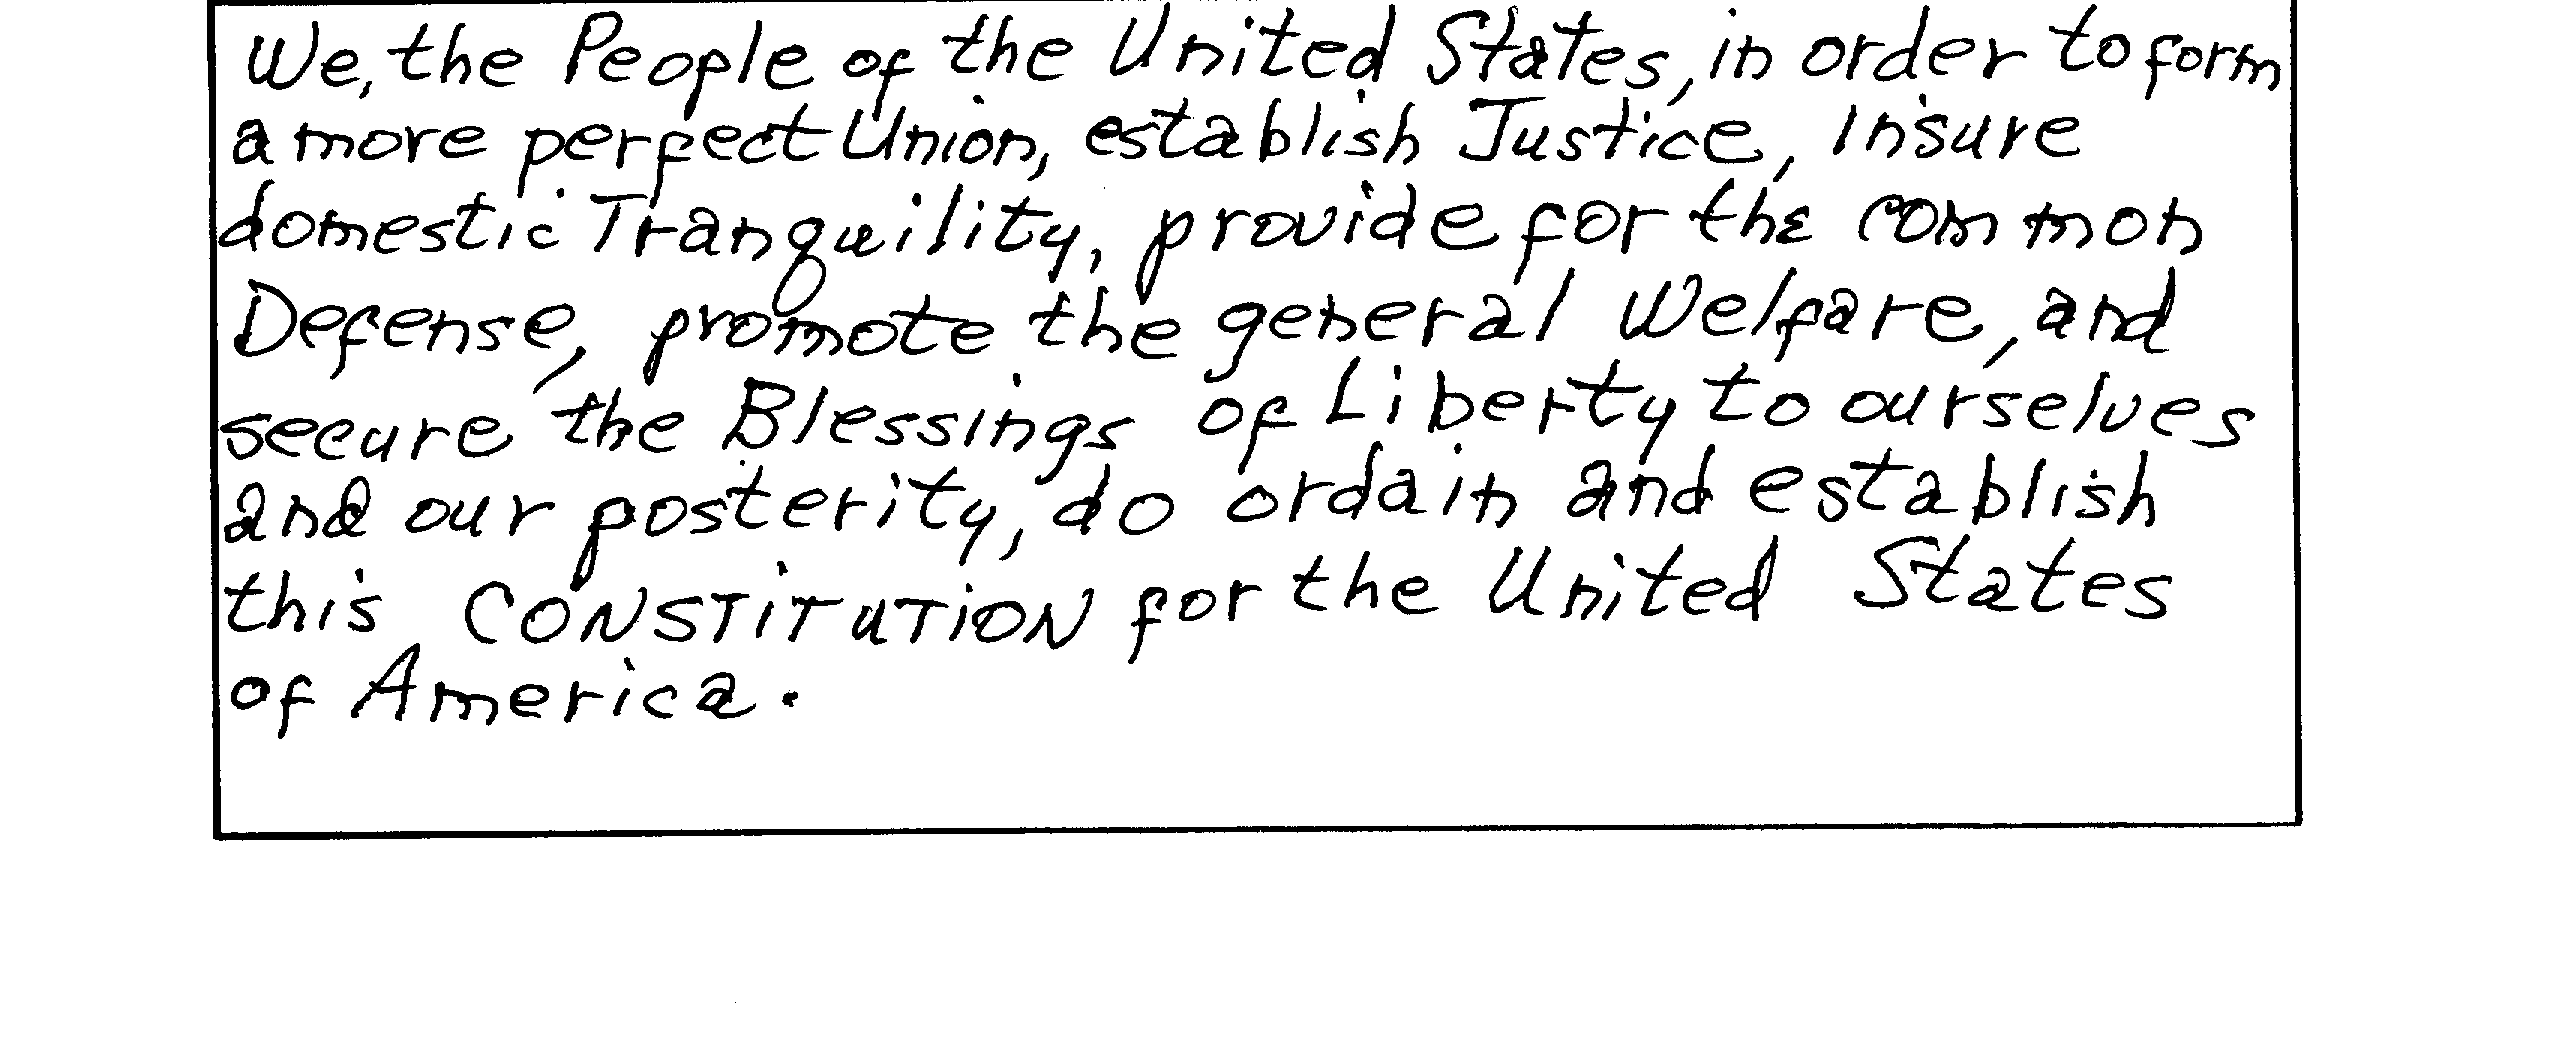 We, the People of the United States, in order to form
a more perfect Union, establish Justice, insure
domestic Tranquility, provide for the common
Defense, promote the general Welfare, and
secure the Blessings of Liberty to ourselves
and our posterity, do ordain and establish
this CONSTITUTION for the United States
of America.